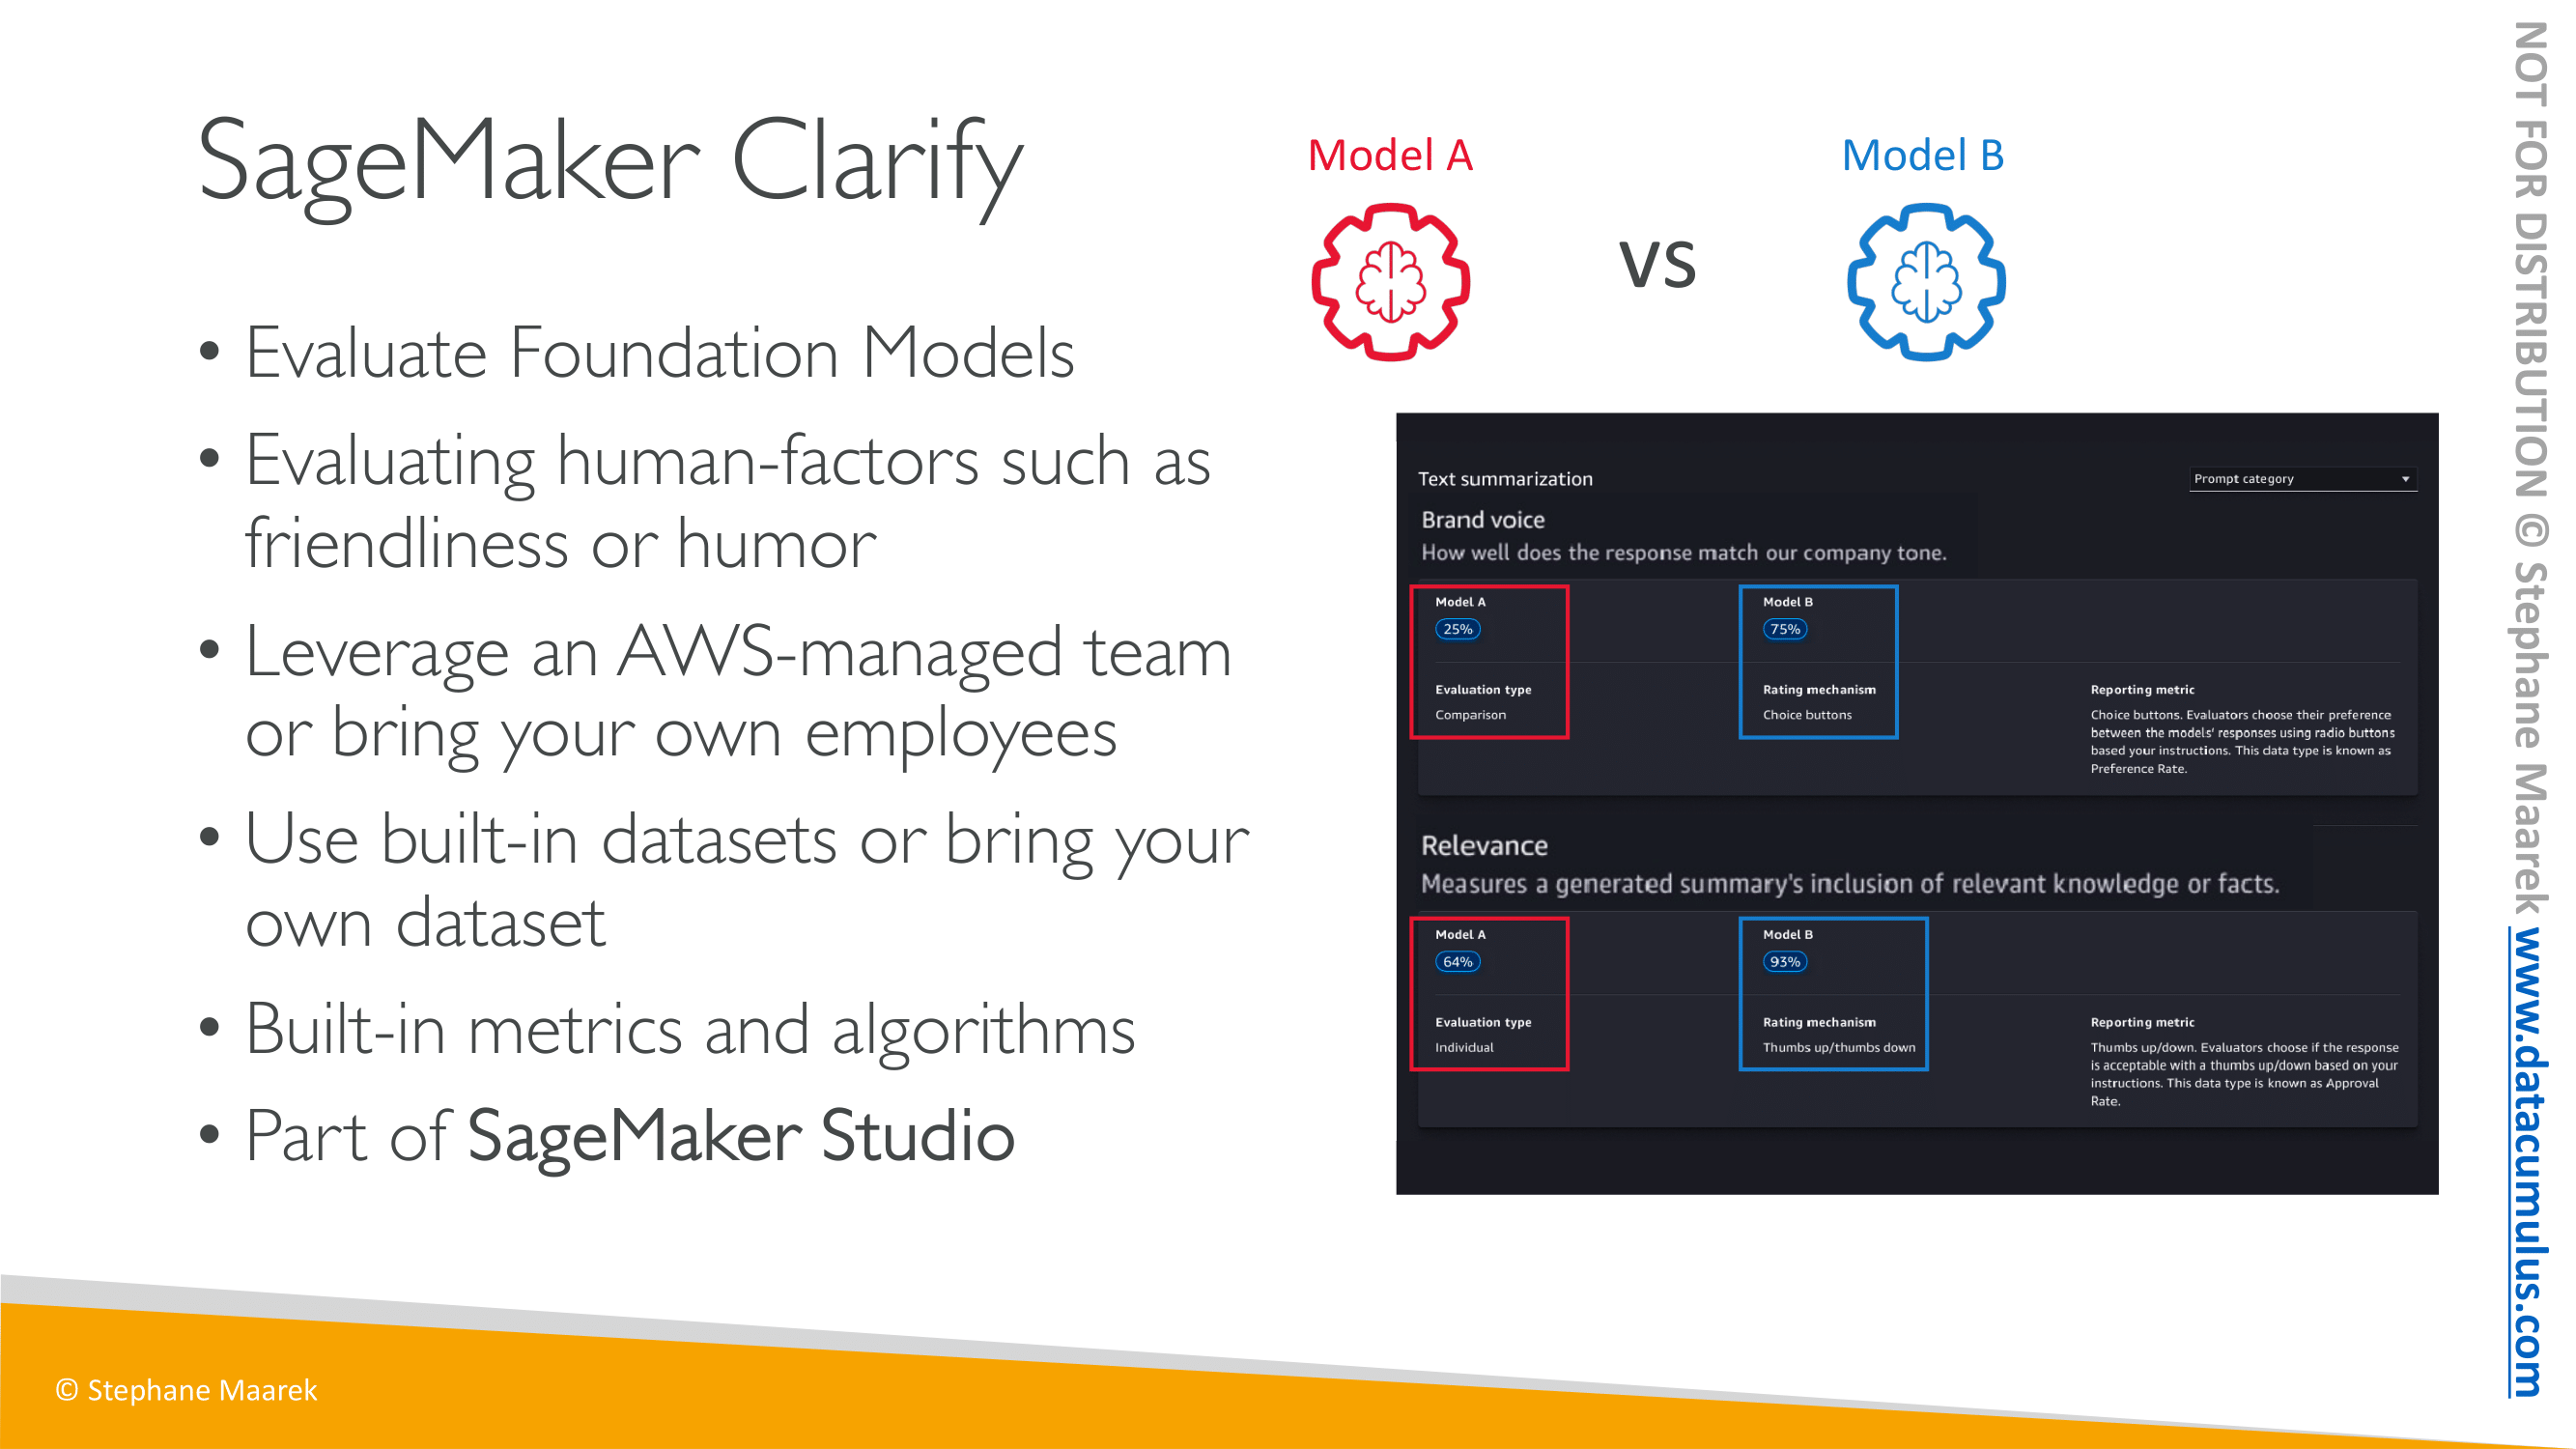 SageMaker Clarify
• Evaluate Foundation Models
• Evaluating human-factors such as
friendliness or humor
• Leverage an AWS-managed team
or bring your own employees
• Use built-in datasets or bring your
own dataset
• Built-in metrics and algorithms
• Part of SageMaker Studio
Model A
vs
Model B
Text summarization
Prompt category
Brand voice
How well does the response match our company tone.
Model A
25%
Model B
75%
Evaluation type
Comparison
Rating mechanism
Choice buttons
Reporting metric
Choice buttons. Evaluators choose their preference
between the models' responses using radio buttons
based your instructions. This data type is known as
Preference Rate.
Relevance
Measures a generated summary's inclusion of relevant knowledge or facts.
Model A
64%
Model B
93%
Evaluation type
Individual
Rating mechanism
Thumbs up/thumbs down
Reporting metric
Thumbs up/down. Evaluators choose if the response
is acceptable with a thumbs up/down based on your
instructions. This data type is known as Approval
Rate.
© Stephane Maarek
NOT FOR DISTRIBUTION © Stephane Maarek www.datacumulus.com